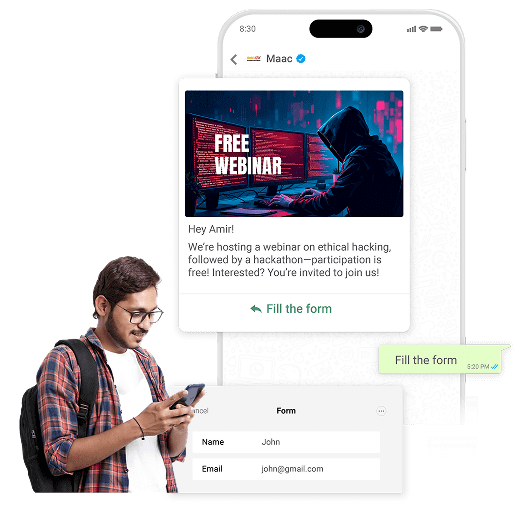 8:30
Maac
FREE
WEBINAR
Hey Amir!
We're hosting a webinar on ethical hacking,
followed by a hackathon—participation is
free! Interested? You're invited to join us!
Fill the form
Fill the form
5:20 PM
ancel Form
Name John
Email john@gmail.com